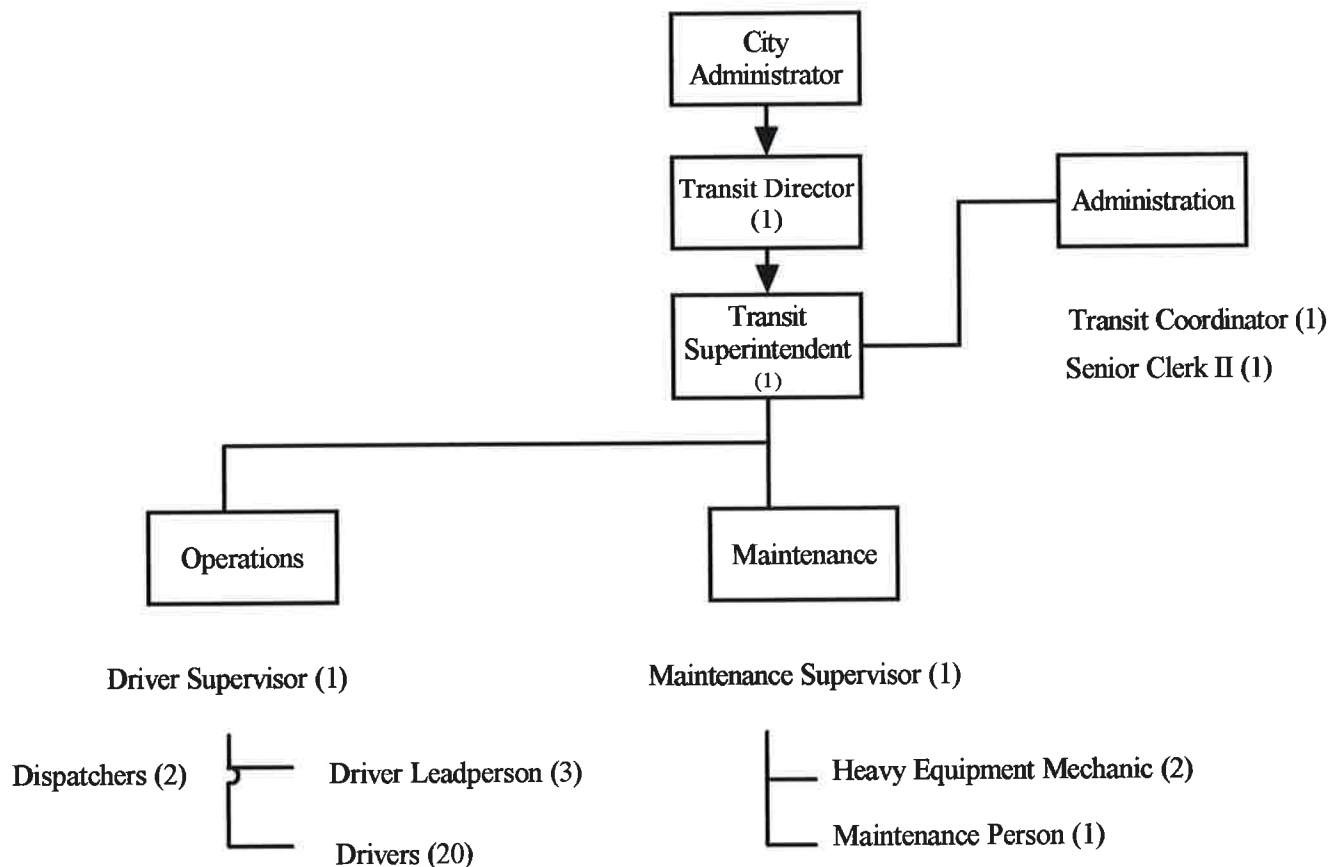 City
Administrator
Transit Director
(1)
Administration
Transit
Superintendent
(1)
Transit Coordinator (1)
Senior Clerk II (1)
Operations
Maintenance
Driver Supervisor (1)
Maintenance Supervisor (1)
Dispatchers (2)
Driver Leadperson (3)
Heavy Equipment Mechanic (2)
Drivers (20)
Maintenance Person (1)